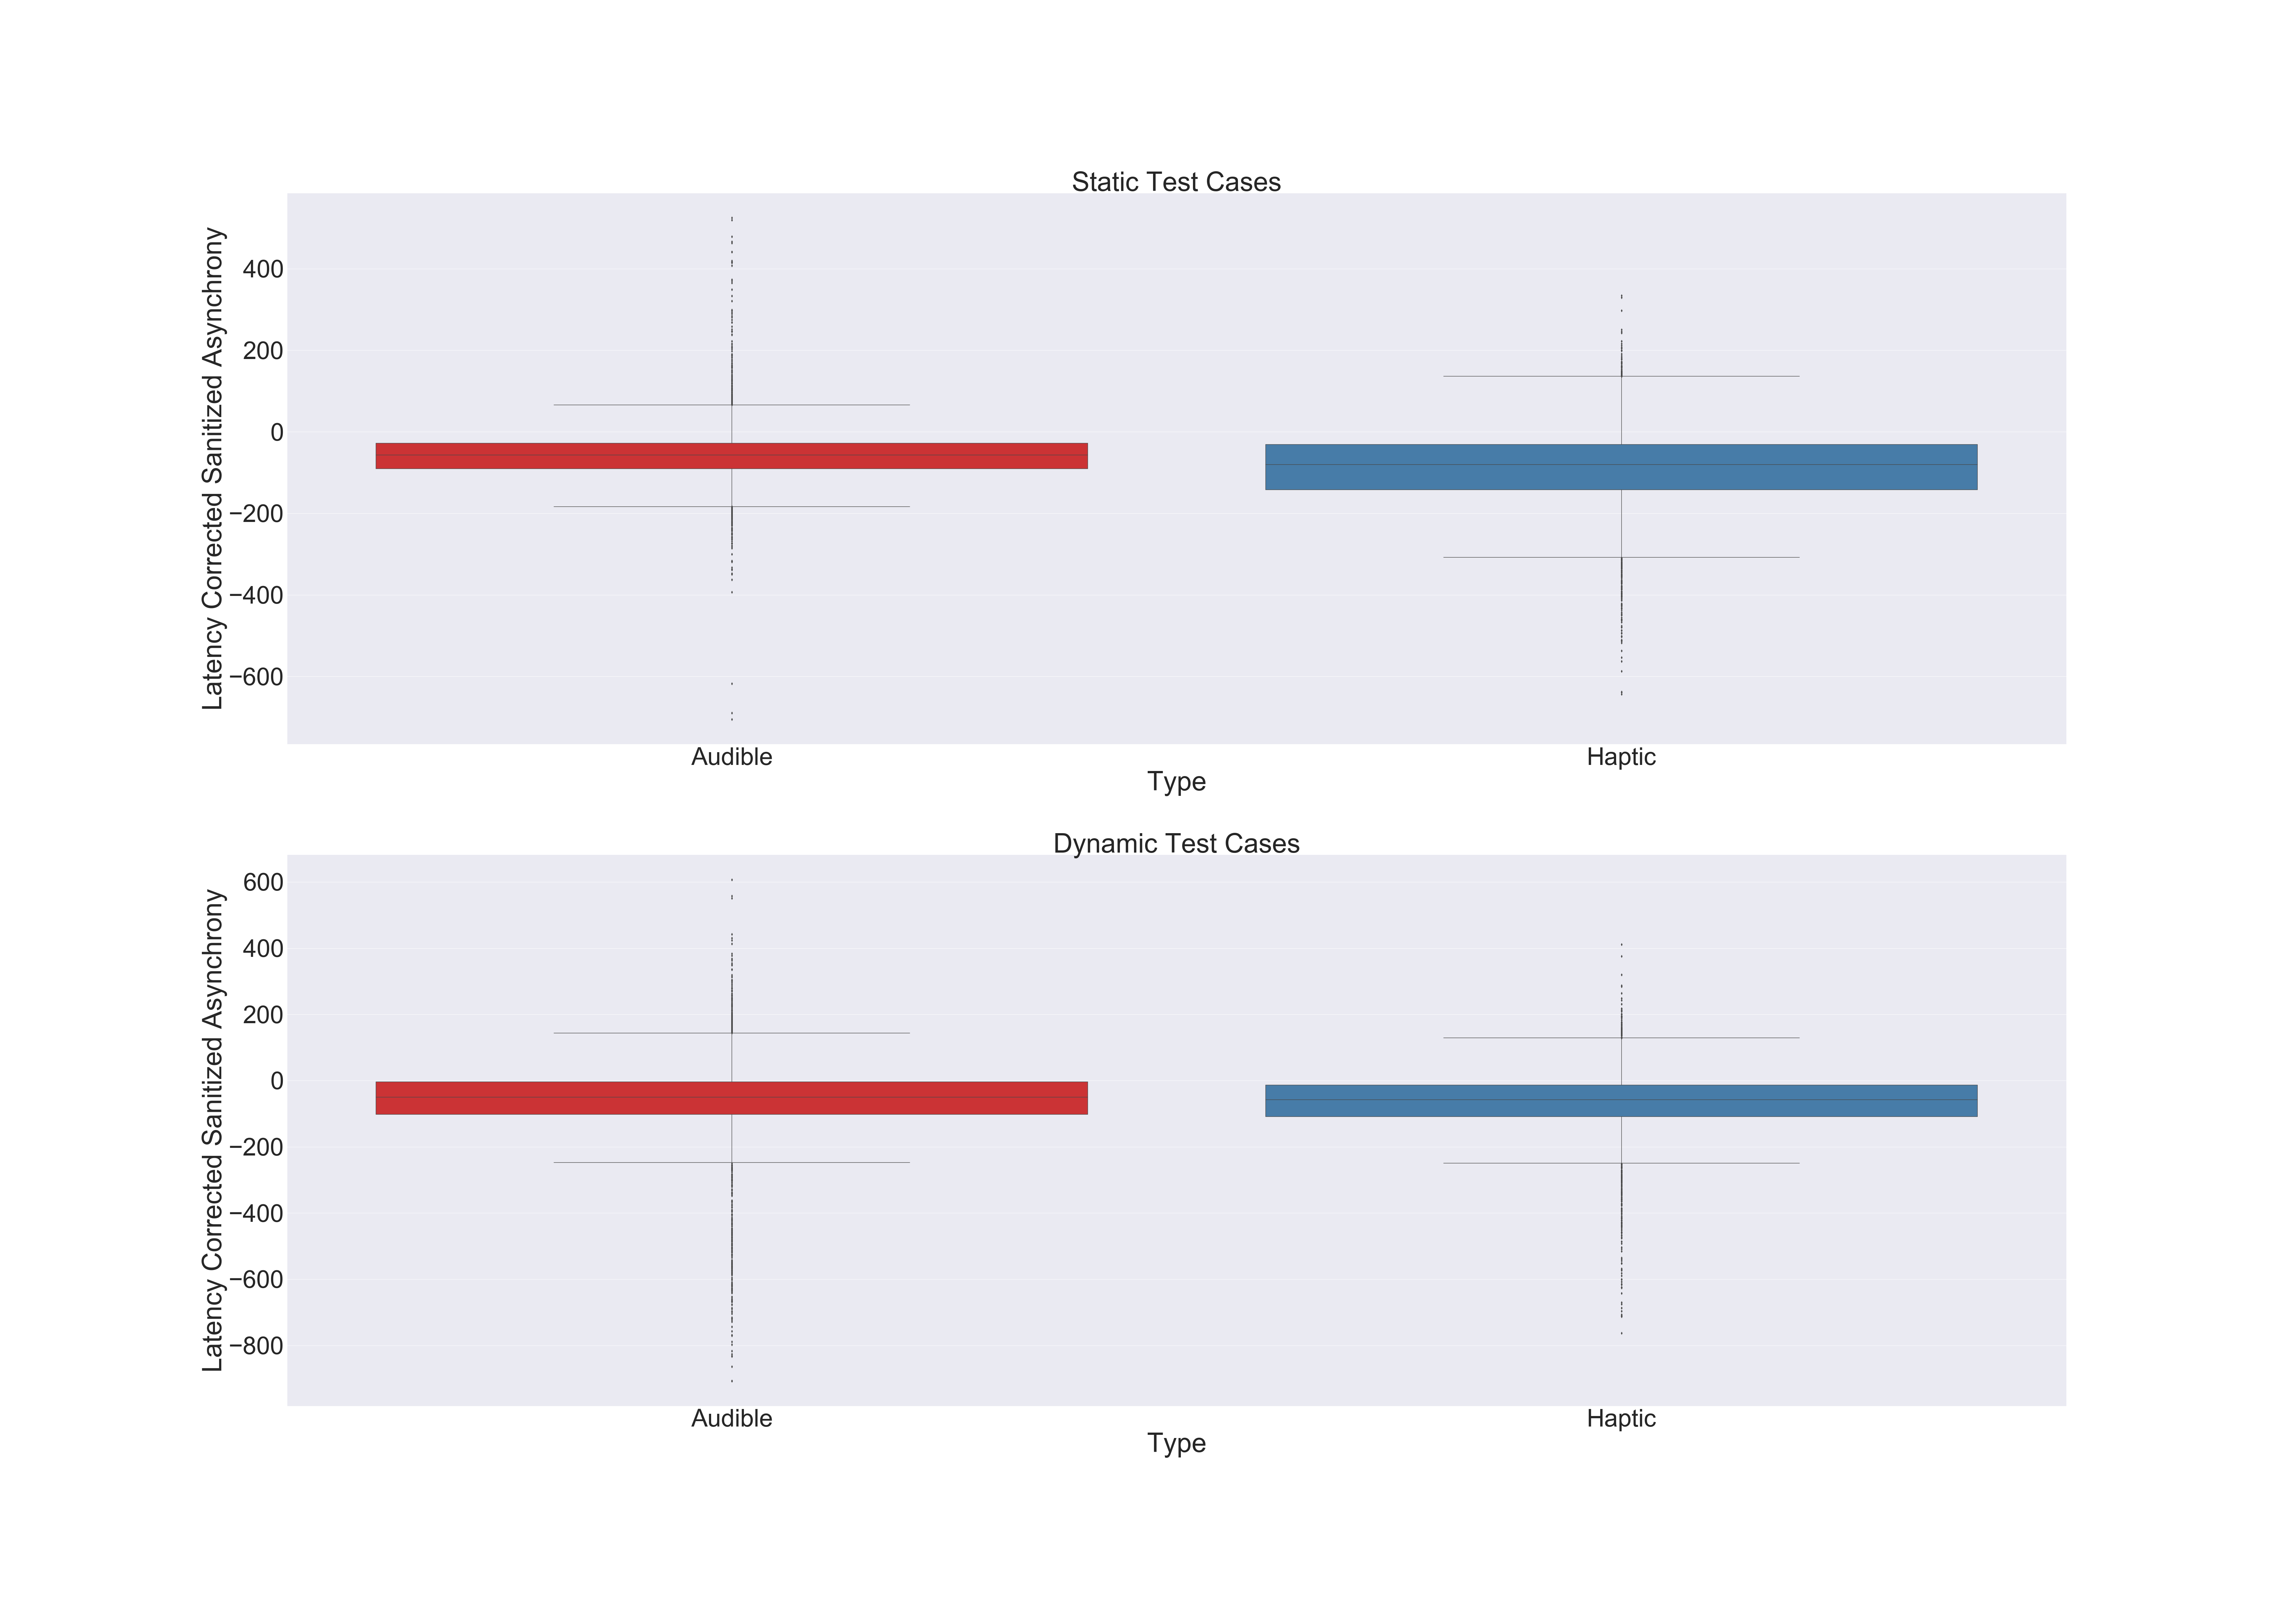 Static Test Cases
Latency Corrected Sanitized Asynchrony
400
200
0
−200
−400
−600
Audible
Haptic
Type
Dynamic Test Cases
Latency Corrected Sanitized Asynchrony
600
400
200
0
−200
−400
−600
−800
Audible
Haptic
Type